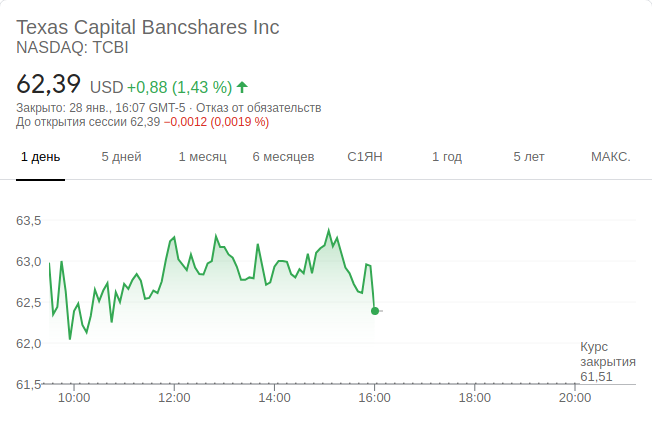 Texas Capital Bancshares Inc
NASDAQ: TCBI
62,39 USD +0,88 (1,43 %)
Закрыто: 28 янв., 16:07 GMT-5 · Отказ от обязательств
До открытия сессии 62,39 −0,0012 (0,0019 %)
1 день 5 дней 1 месяц 6 месяцев С1ЯН 1 год 5 лет МАКС.
63,5
63,0
62,5
62,0
Курс
закрытия
61,51
61,5
10:00 12:00 14:00 16:00 18:00 20:00